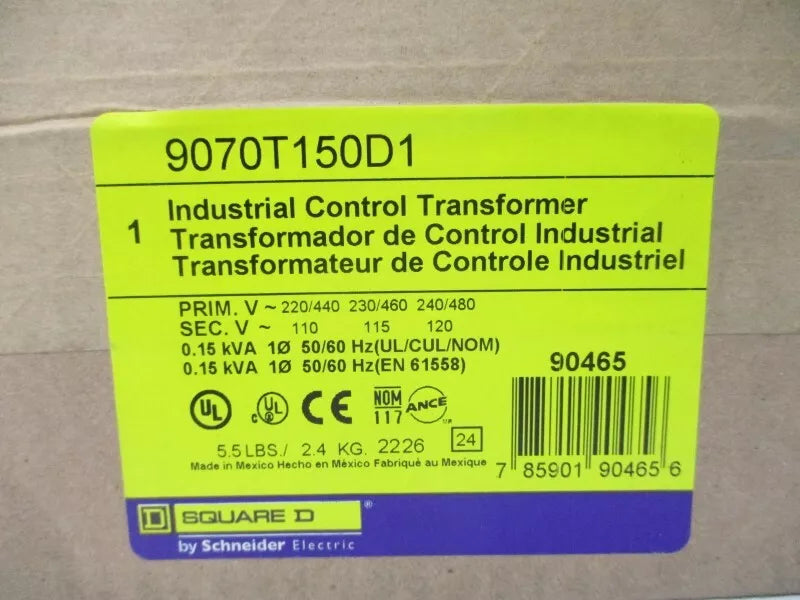 9070T150D1
1
Industrial Control Transformer
Transformador de Control Industrial
Transformateur de Controle Industriel
PRIM. V ~ 220/440 230/460 240/480
SEC. V ~ 110 115 120
0.15 kVA 1Ø 50/60 Hz(UL/CUL/NOM)
0.15 kVA 1Ø 50/60 Hz(EN 61558)
90465
UL
c UL
CE
NOM
117
ANCE
5.5 LBS./ 2.4 KG. 2226 24
Made in Mexico Hecho en México Fabriqué au Mexique
7 85901 90465 6
D SQUARE D ®
by Schneider Electric